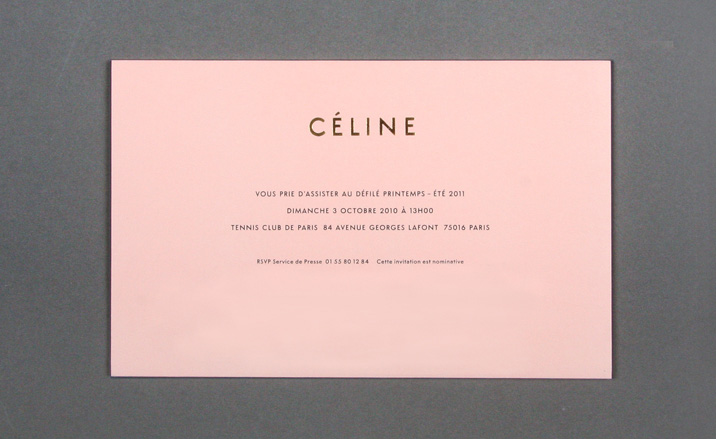 CÉLINE
VOUS PRIE D'ASSISTER AU DÉFILÉ PRINTEMPS - ÉTÉ 2011
DIMANCHE 3 OCTOBRE 2010 À 13H00
TENNIS CLUB DE PARIS 84 AVENUE GEORGES LAFONT 75016 PARIS
RSVP Service de Presse 01 55 80 12 84 Cette invitation est nominative